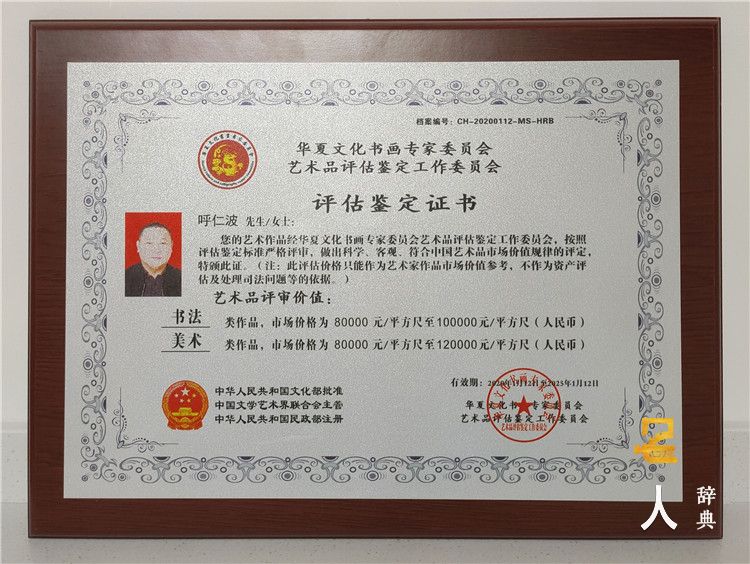 档案编号：CH-20200112-MS-HRB
华夏文化书画专家委员会
艺术品评估鉴定工作委员会
评估鉴定证书
呼仁波 先生/女士：
您的艺术作品经华夏文化书画专家委员会艺术品评估鉴定工作委员会，按照
评估鉴定标准严格评审，做出科学、客观、符合中国艺术品市场价值规律的评定，
特颁此证。（注：此评估价格只能作为艺术家作品市场价值参考，不作为资产评
估及处理司法问题等的依据。）
艺术品评审价值：
书法 类作品，市场价格为 80000 元/平方尺至100000元/平方尺（人民币）
美术 类作品，市场价格为 80000 元/平方尺至120000元/平方尺（人民币）
中华人民共和国文化部批准
中国文学艺术界联合会主管
中华人民共和国民政部注册
有效期：2020年1月12日至2025年1月12日
华夏文化书画专家委员会
艺术品评估鉴定工作委员会
艺术品评估鉴定工作委员会
人 辞典